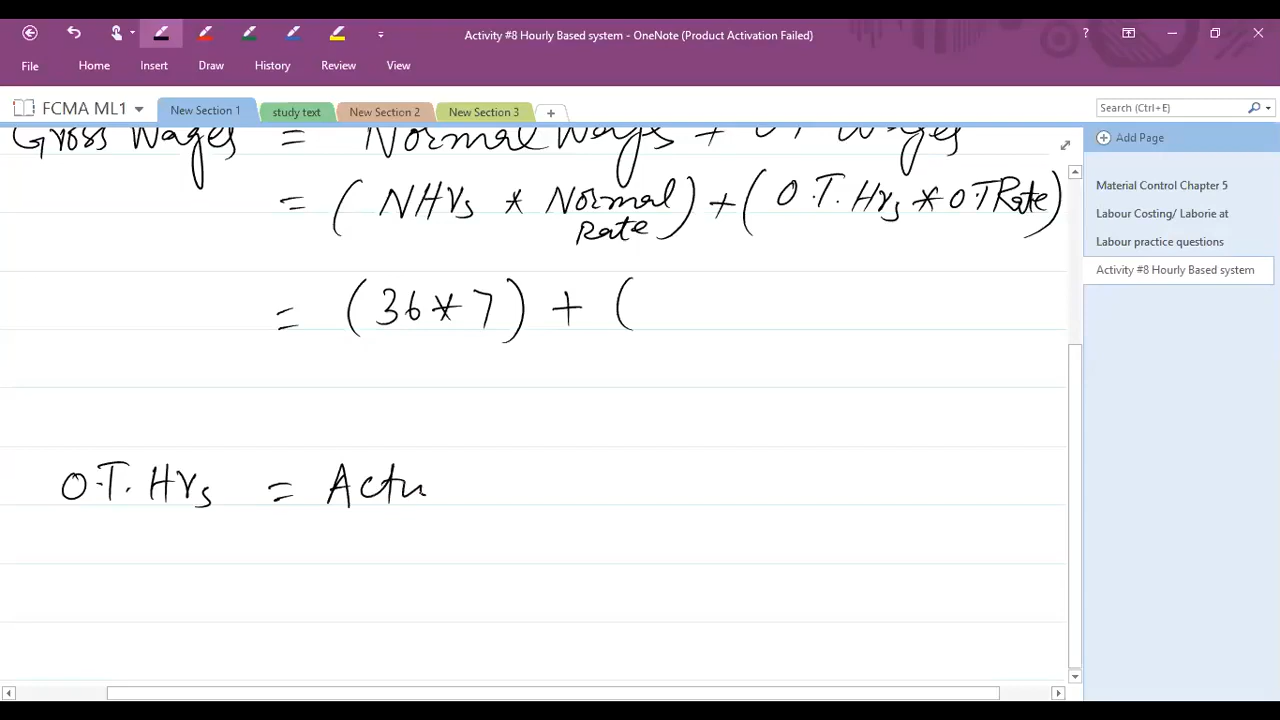 Activity #8 Hourly Based system - OneNote (Product Activation Failed)
?
File Home Insert Draw History Review View
FCMA ML1 New Section 1 study text New Section 2 New Section 3 + Search (Ctrl+E)
Add Page
Material Control Chapter 5
Labour Costing/ Laborie at
Labour practice questions
Activity #8 Hourly Based system
Gross Wages = Normal Wages + O.T Wages
= ( NHrs * Normal Rate ) + ( O.T. Hrs * O.T Rate )
= (36*7) + (
O.T. Hrs = Actu